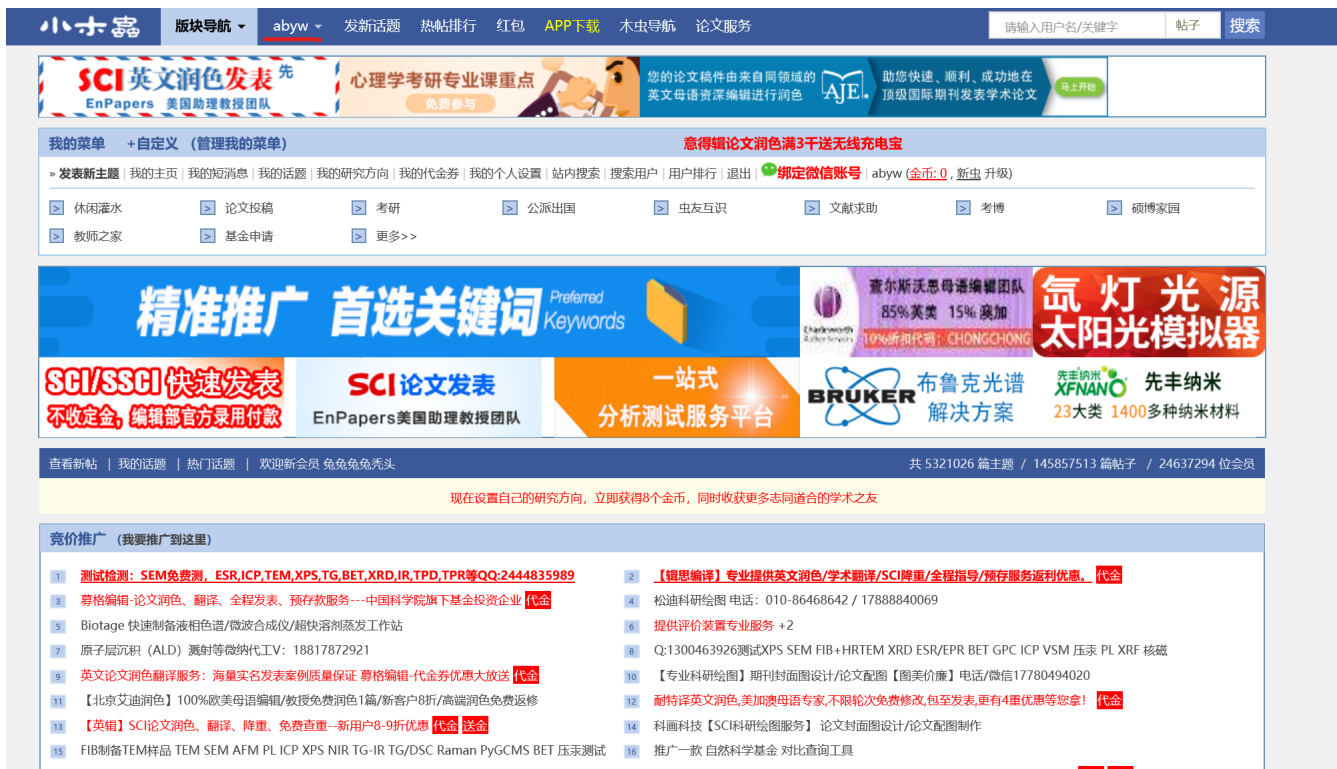 小木虫 版块导航 abyw 发新话题 热帖排行 红包 APP下载 木虫导航 论文服务 请输入用户名/关键字 帖子 搜索
SCI英文润色发表 先
EnPapers 美国助理教授团队
心理学考研专业课重点
免费参与
您的论文稿件由来自同领域的
英文母语资深编辑进行润色
AJE.
助您快速、顺利、成功地在
顶级国际期刊发表学术论文
马上开始
我的菜单 +自定义 (管理我的菜单) 意得辑论文润色满3千送无线充电宝
» 发表新主题 | 我的主页 | 我的短消息 | 我的话题 | 我的研究方向 | 我的代金券 | 我的个人设置 | 站内搜索 | 搜索用户 | 用户排行 | 退出 | 绑定微信账号 | abyw (金币: 0 , 新虫 升级)
> 休闲灌水 > 论文投稿 > 考研 > 公派出国 > 虫友互识 > 文献求助 > 考博 > 硕博家园
> 教师之家 > 基金申请 > 更多>>
精准推广 首选关键词 Preferred Keywords
Charlesworth Author Services
查尔斯沃思母语编辑团队
85%英美 15%澳加
10%折扣代码：CHONGCHONG
氙灯光源
太阳光模拟器
SCI/SSCI快速发表
不收定金，编辑部官方录用付款
SCI论文发表
EnPapers美国助理教授团队
一站式
分析测试服务平台
BRUKER
布鲁克光谱
解决方案
先丰纳米 XFNANO 先丰纳米
23大类 1400多种纳米材料
查看新帖 | 我的话题 | 热门话题 | 欢迎新会员 兔兔兔兔秃头 共 5321026 篇主题 / 145857513 篇帖子 / 24637294 位会员
现在设置自己的研究方向，立即获得8个金币，同时收获更多志同道合的学术之友
竞价推广 (我要推广到这里)
1 测试检测：SEM免费测，ESR,ICP,TEM,XPS,TG,BET,XRD,IR,TPD,TPR等QQ:2444835989
2 【辑思编译】专业提供英文润色/学术翻译/SCI降重/全程指导/预存服务返利优惠。 代金
3 募格编辑-论文润色、翻译、全程发表、预存款服务---中国科学院旗下基金投资企业 代金
4 松迪科研绘图 电话：010-86468642 / 17888840069
5 Biotage 快速制备液相色谱/微波合成仪/超快溶剂蒸发工作站
6 提供评价装置专业服务 +2
7 原子层沉积（ALD）溅射等微纳代工V：18817872921
8 Q:1300463926测试XPS SEM FIB+HRTEM XRD ESR/EPR BET GPC ICP VSM 压汞 PL XRF 核磁
9 英文论文润色翻译服务：海量实名发表案例质量保证 募格编辑-代金券优惠大放送 代金
10 【专业科研绘图】期刊封面图设计/论文配图【图美价廉】电话/微信17780494020
11 【北京艾迪润色】100%欧美母语编辑/教授免费润色1篇/新客户8折/高端润色免费返修
12 耐特译英文润色,美加澳母语专家,不限轮次免费修改,包至发表,更有4重优惠等您拿！ 代金
13 【英辑】SCI论文润色、翻译、降重、免费查重--新用户8-9折优惠 代金 送金
14 科画科技【SCI科研绘图服务】 论文封面图设计/论文配图制作
15 FIB制备TEM样品 TEM SEM AFM PL ICP XPS NIR TG-IR TG/DSC Raman PyGCMS BET 压汞测试
16 推广一款 自然科学基金 对比查询工具